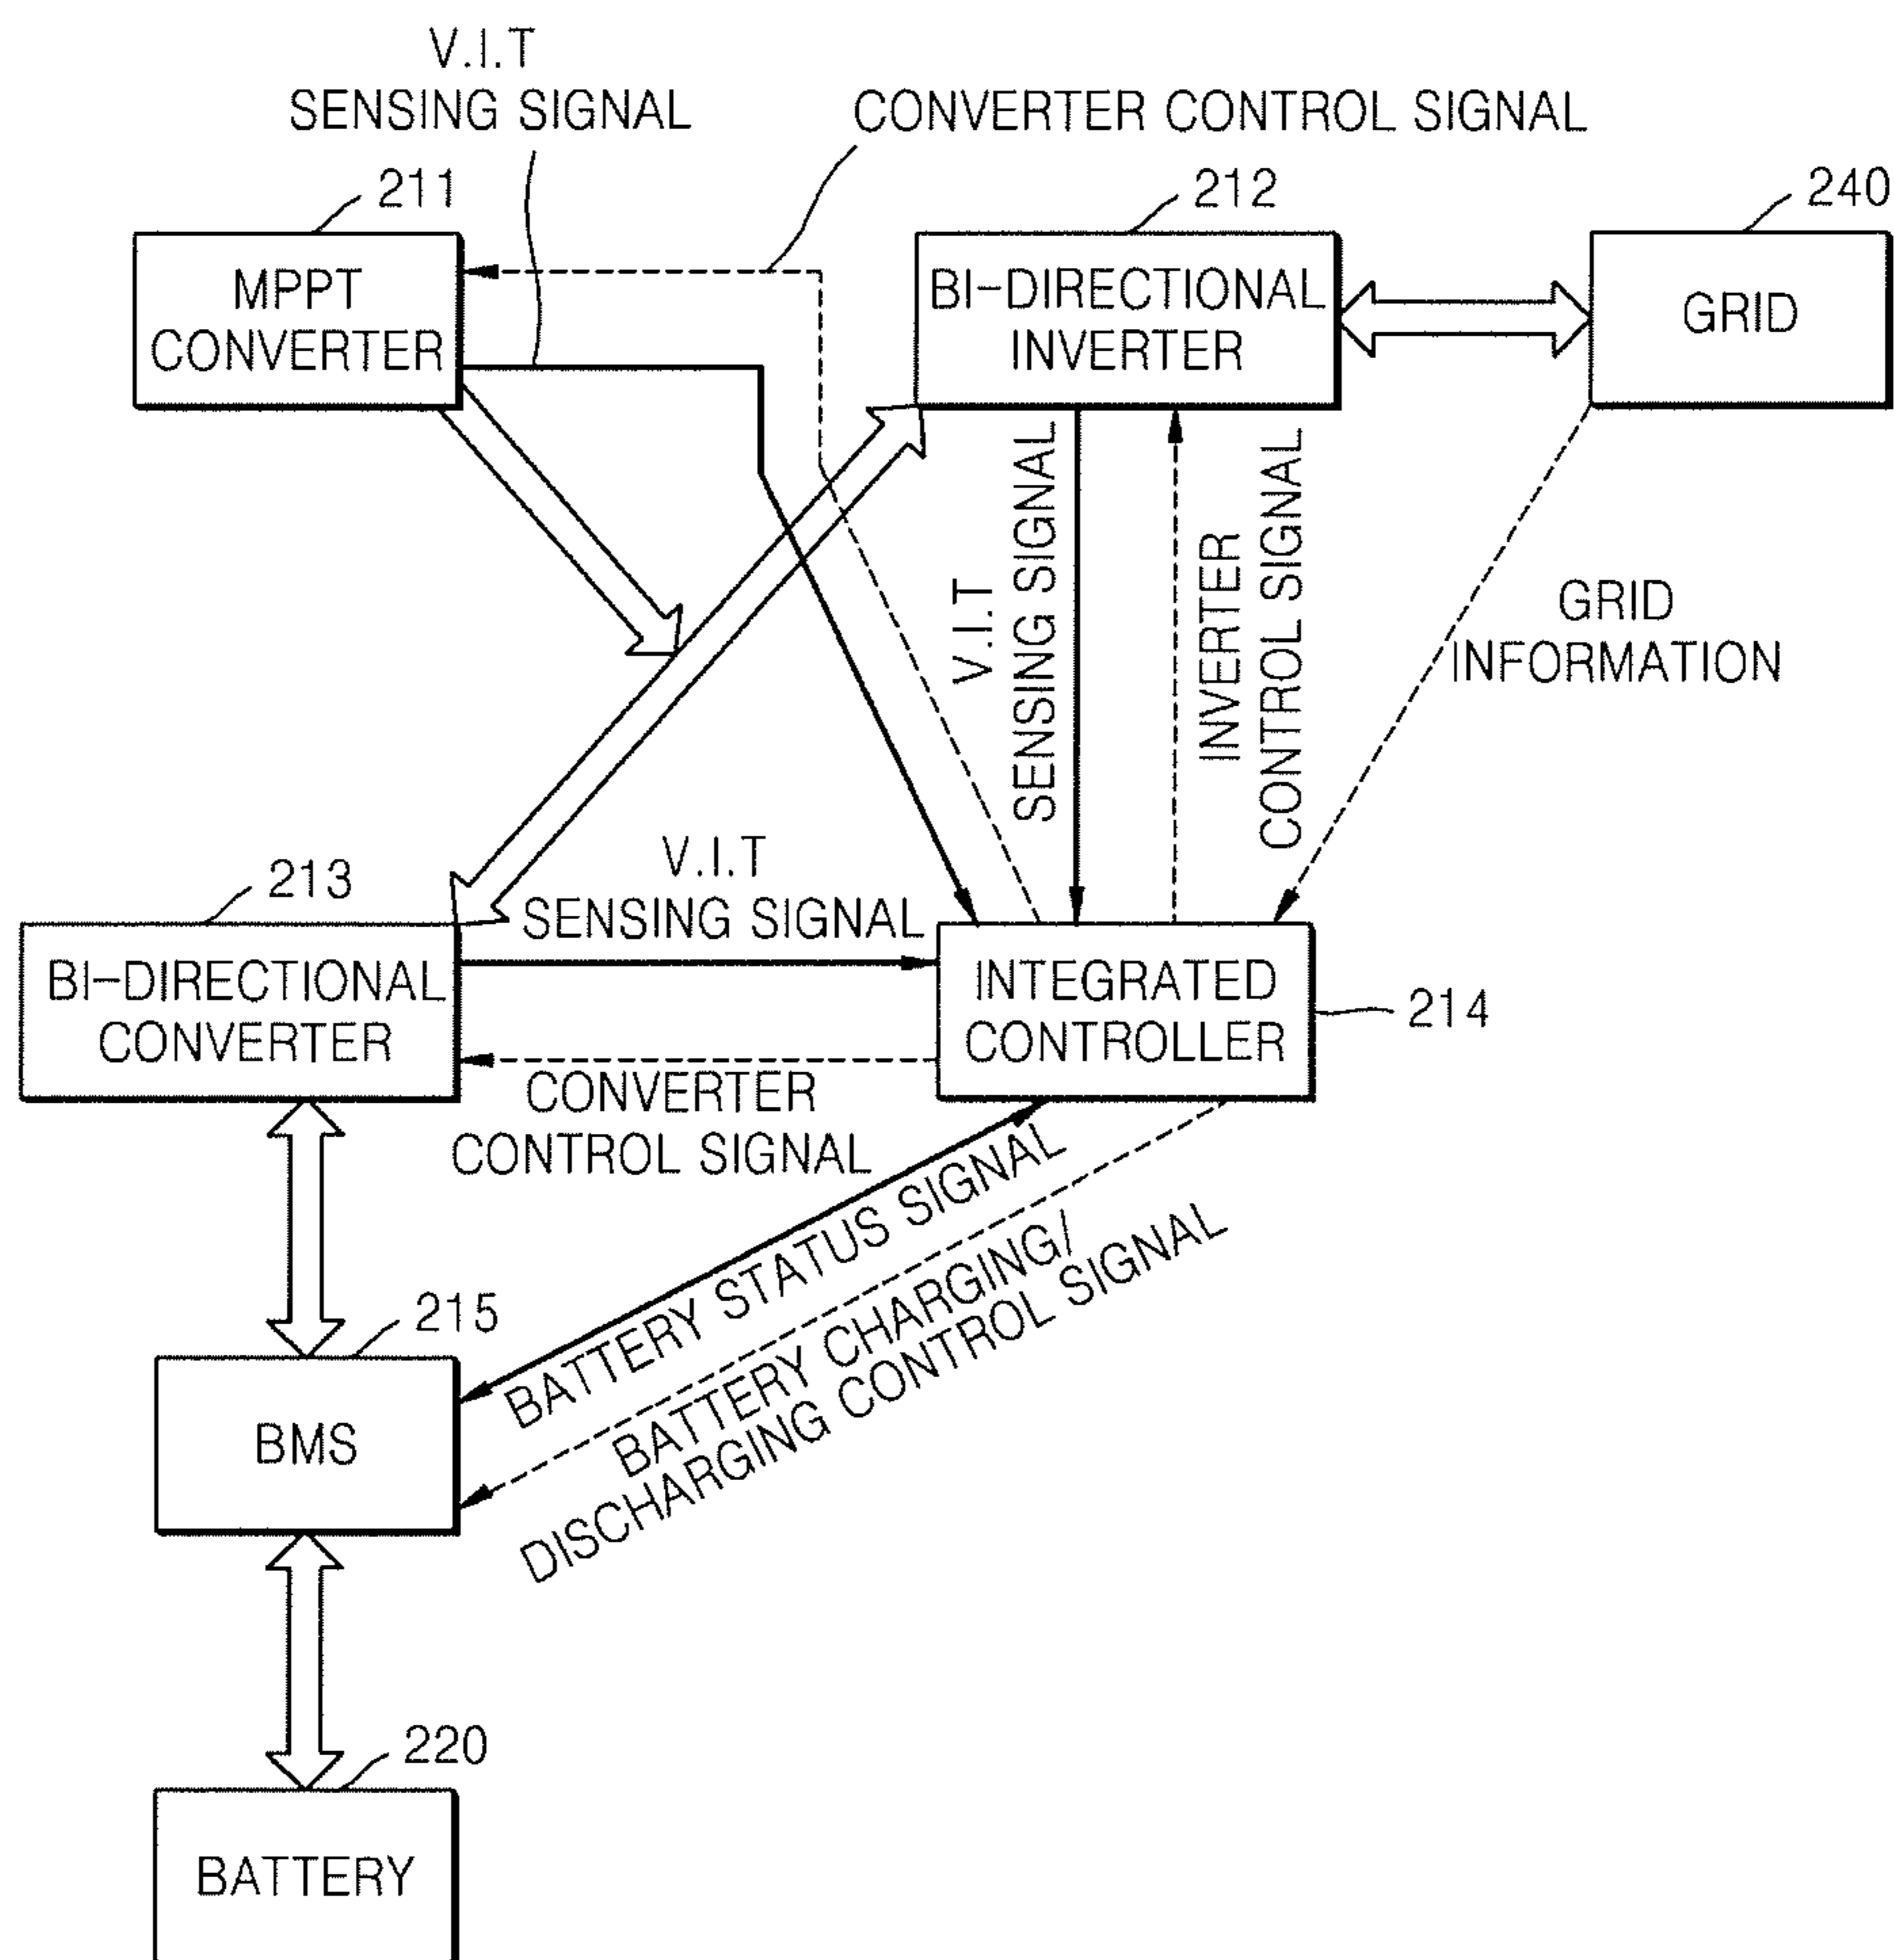 V.I.T
SENSING SIGNAL
CONVERTER CONTROL SIGNAL
211
212
240
MPPT
CONVERTER
BI-DIRECTIONAL
INVERTER
GRID
V.I.T
SENSING SIGNAL
INVERTER
CONTROL SIGNAL
GRID
INFORMATION
213
V.I.T
SENSING SIGNAL
BI-DIRECTIONAL
CONVERTER
INTEGRATED
CONTROLLER
214
CONVERTER
CONTROL SIGNAL
BATTERY STATUS SIGNAL
BATTERY CHARGING/
DISCHARGING CONTROL SIGNAL
215
BMS
220
BATTERY